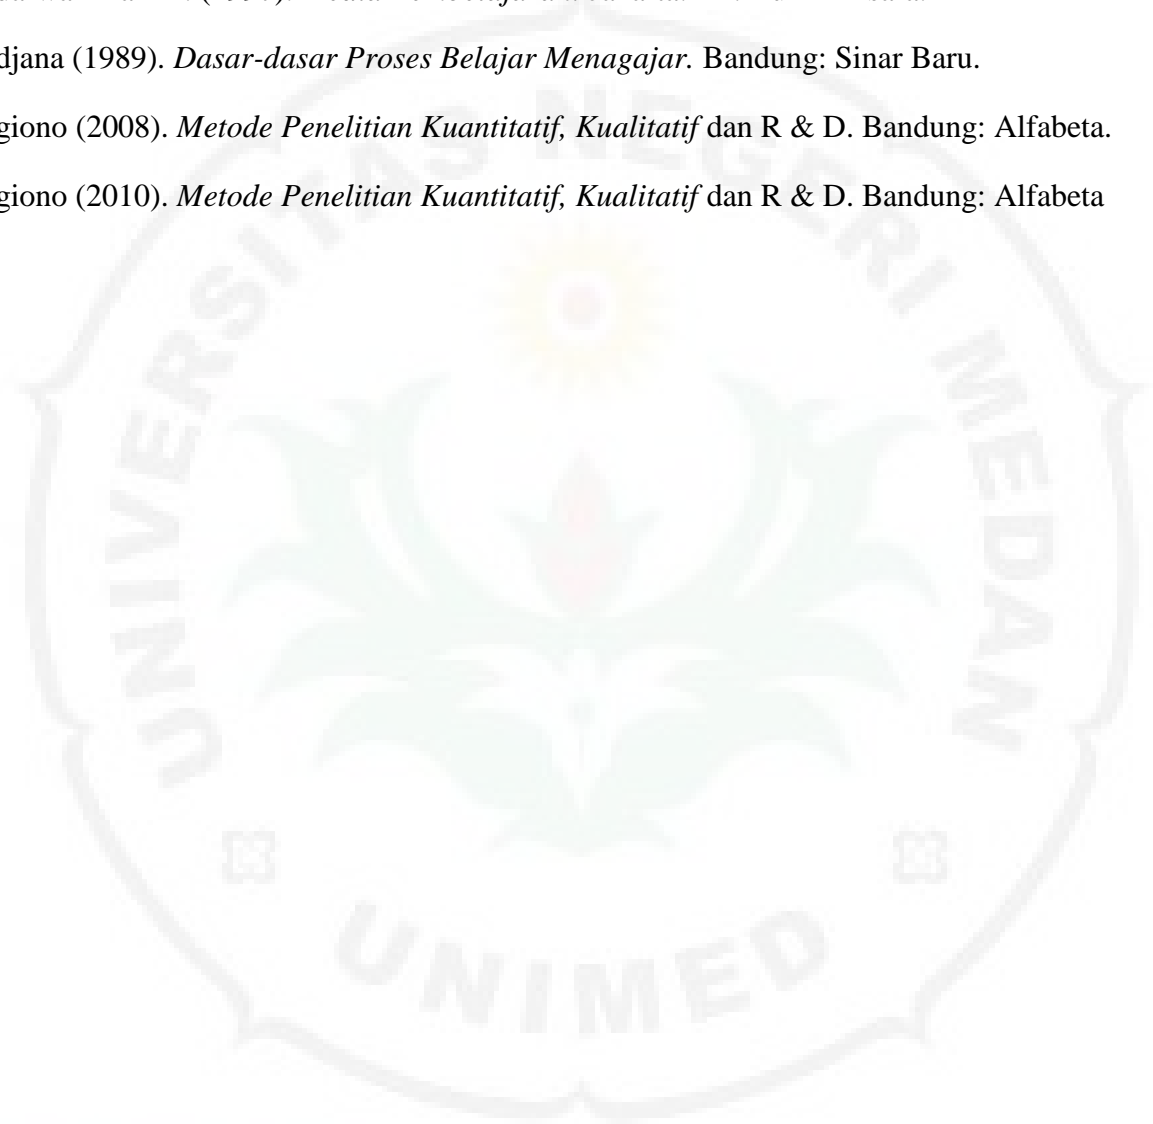 djana (1989). Dasar-dasar Proses Belajar Menagajar. Bandung: Sinar Baru.
giono (2008). Metode Penelitian Kuantitatif, Kualitatif dan R & D. Bandung: Alfabeta.
giono (2010). Metode Penelitian Kuantitatif, Kualitatif dan R & D. Bandung: Alfabeta
UNIVERSITAS NEGERI MEDAN
UNIMED